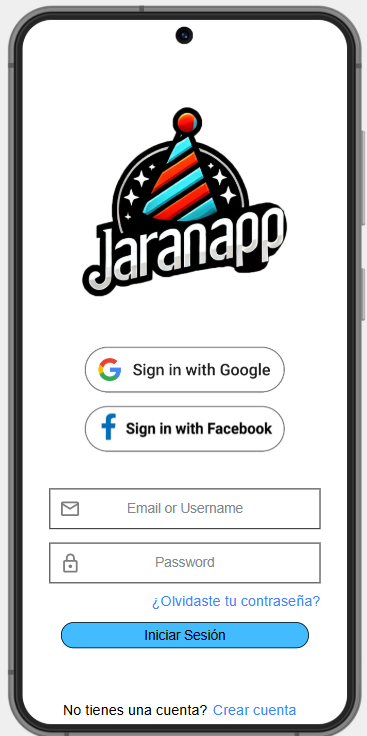 Jaranapp
Sign in with Google
Sign in with Facebook
Email or Username
Password
¿Olvidaste tu contraseña?
Iniciar Sesión
No tienes una cuenta? Crear cuenta